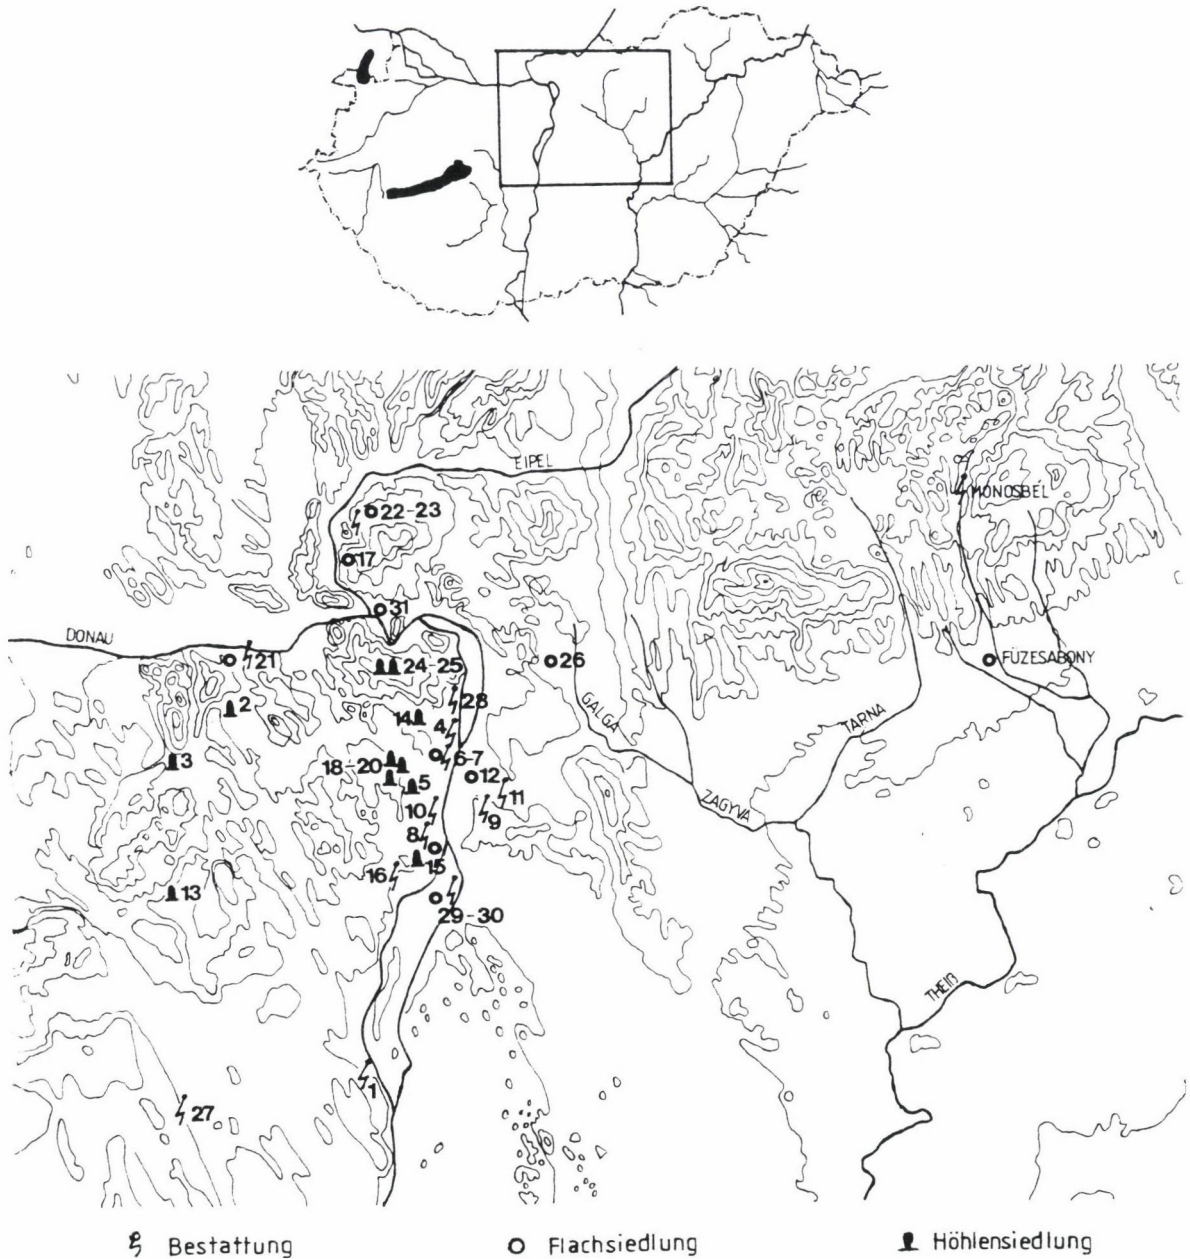 EIPEL
MONOSBÉL
22-23
17
31
DONAU
21
24-25
26
FÜZESABONY
2
28
14
4
GALGA
TARNA
3
6-7
18-20
12
5
11
ZAGYVA
10
9
8
15
16
13
29-30
THEIß
1
27
Bestattung
Flachsiedlung
Höhlensiedlung